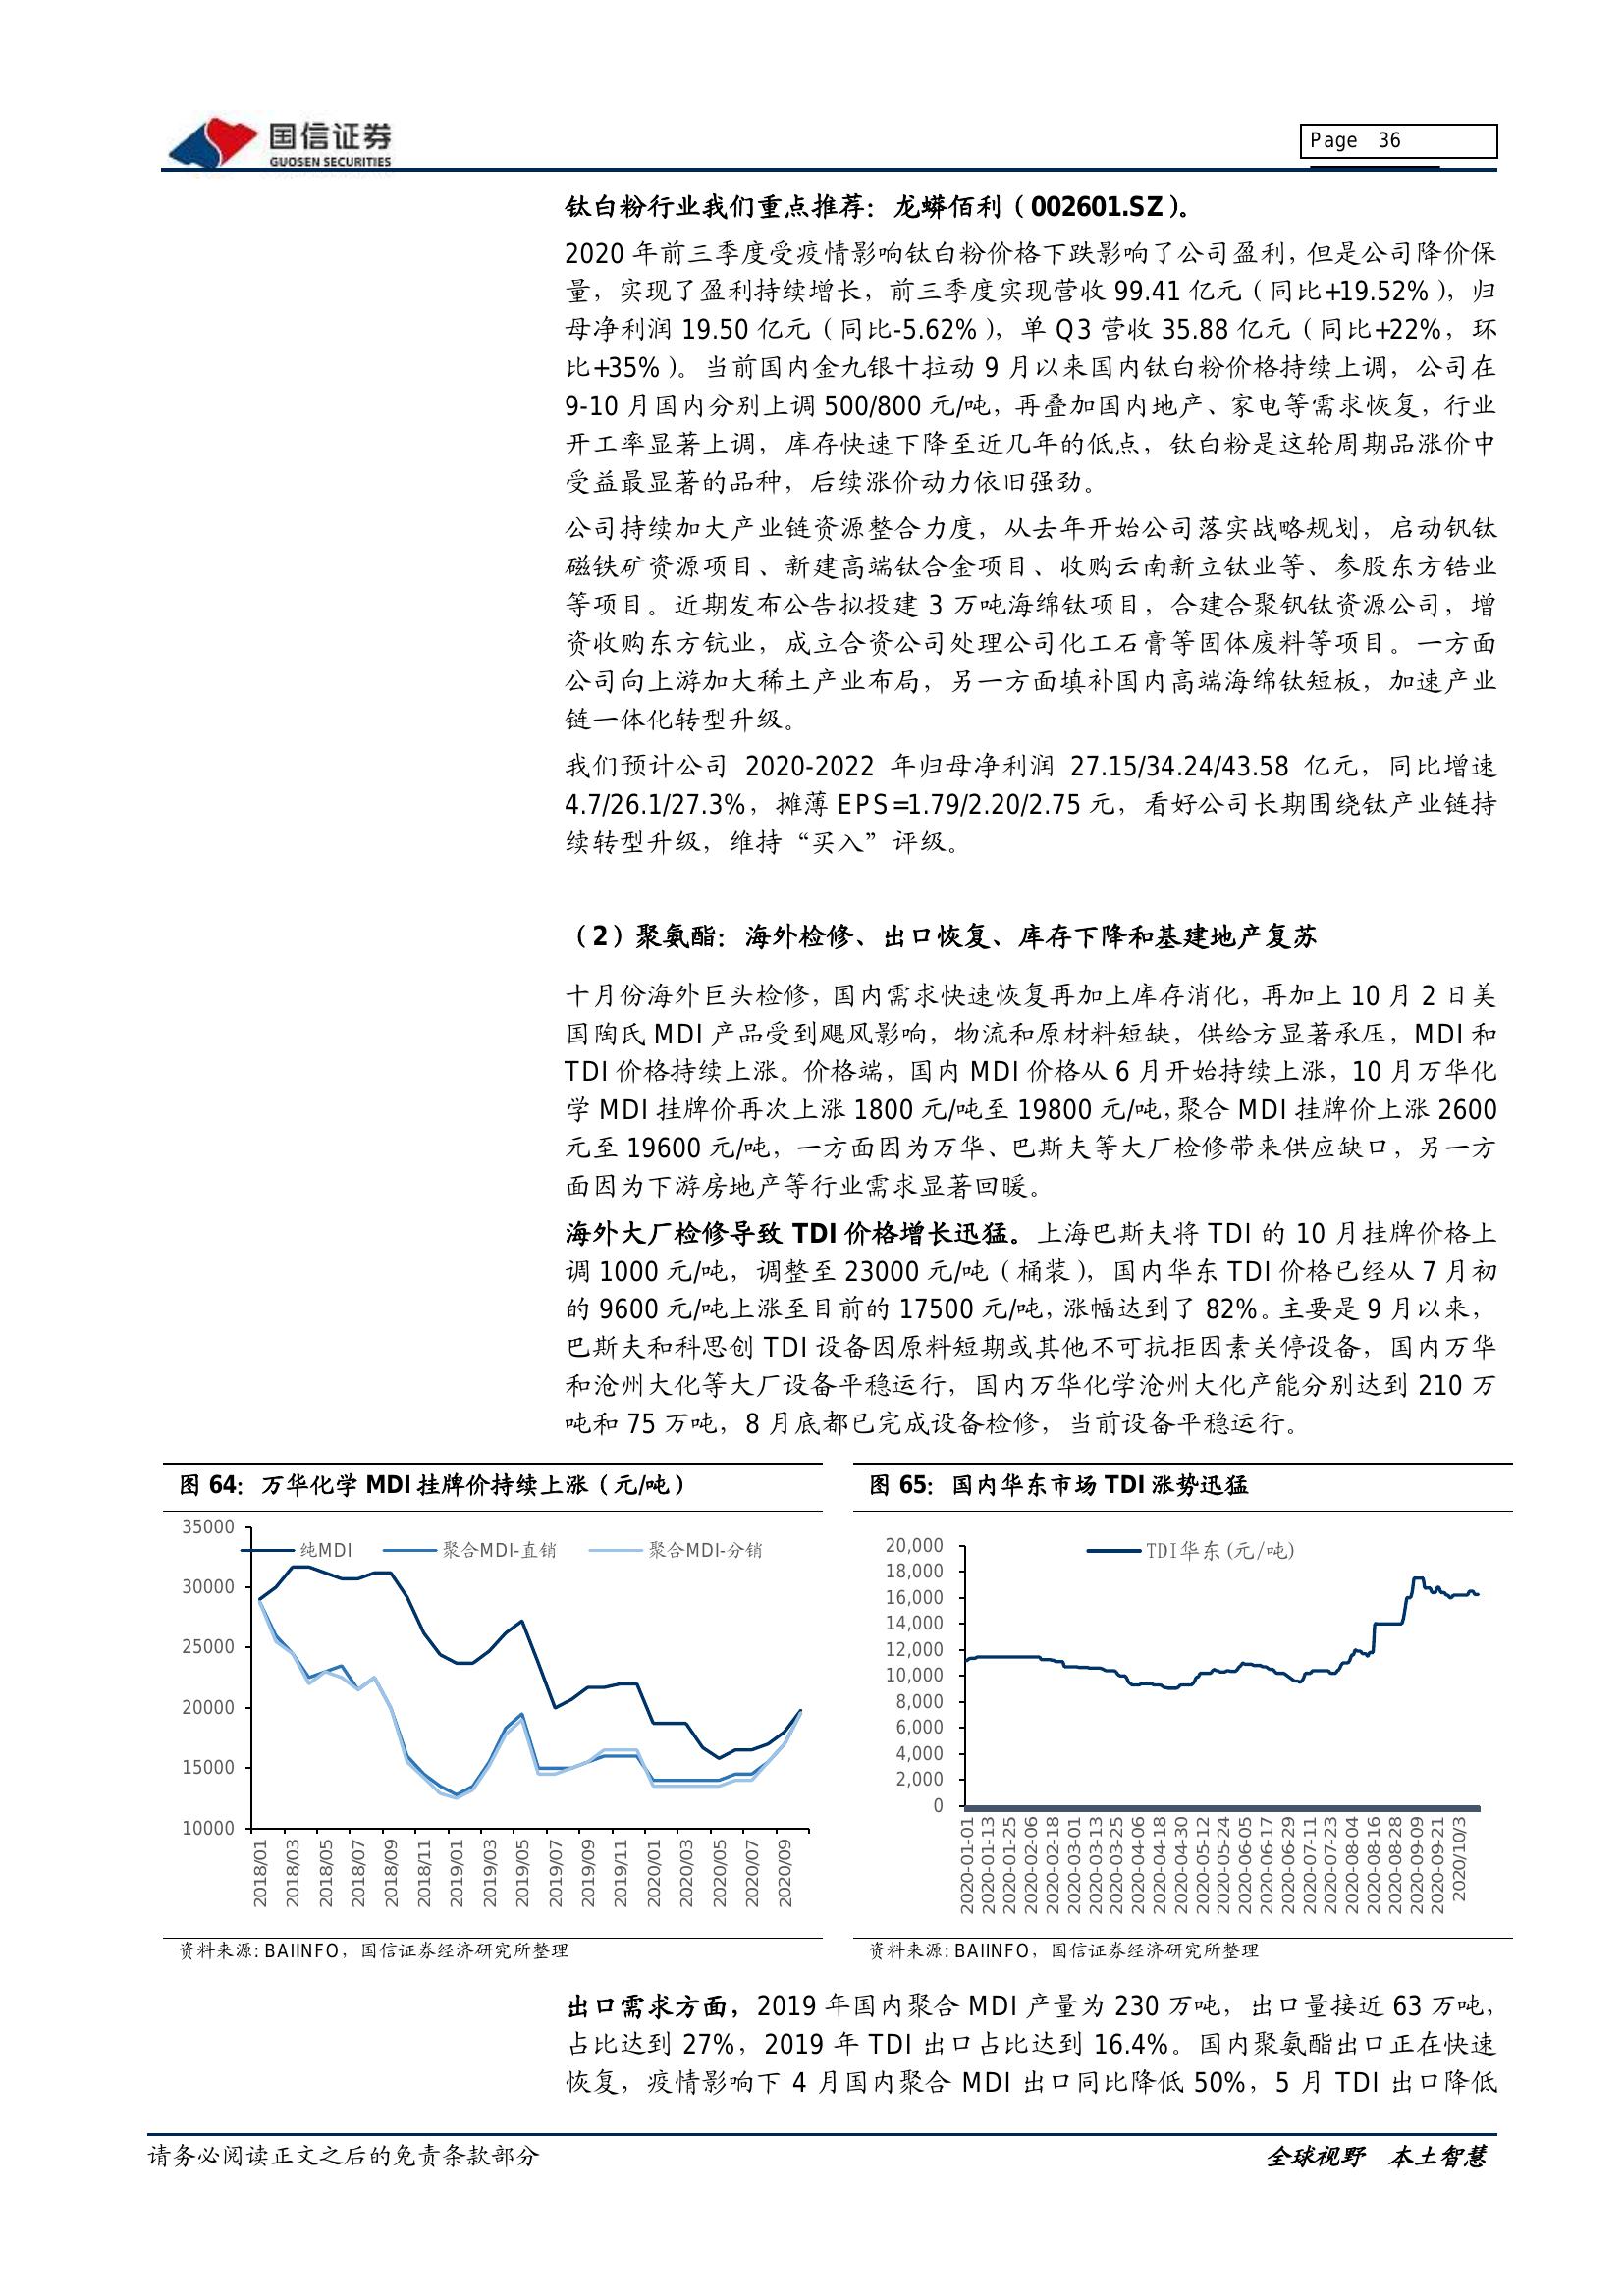 国信证券
GUOSEN SECURITIES
Page 36
钛白粉行业我们重点推荐：龙蟒佰利（002601.SZ）。
2020 年前三季度受疫情影响钛白粉价格下跌影响了公司盈利，但是公司降价保
量，实现了盈利持续增长，前三季度实现营收 99.41 亿元（同比+19.52%），归
母净利润 19.50 亿元（同比-5.62%），单 Q3 营收 35.88 亿元（同比+22%，环
比+35%）。当前国内金九银十拉动 9 月以来国内钛白粉价格持续上调，公司在
9-10 月国内分别上调 500/800 元/吨，再叠加国内地产、家电等需求恢复，行业
开工率显著上调，库存快速下降至近几年的低点，钛白粉是这轮周期品涨价中
受益最显著的品种，后续涨价动力依旧强劲。
公司持续加大产业链资源整合力度，从去年开始公司落实战略规划，启动钒钛
磁铁矿资源项目、新建高端钛合金项目、收购云南新立钛业等、参股东方锆业
等项目。近期发布公告拟投建 3 万吨海绵钛项目，合建合聚钒钛资源公司，增
资收购东方钪业，成立合资公司处理公司化工石膏等固体废料等项目。一方面
公司向上游加大稀土产业布局，另一方面填补国内高端海绵钛短板，加速产业
链一体化转型升级。
我们预计公司 2020-2022 年归母净利润 27.15/34.24/43.58 亿元，同比增速
4.7/26.1/27.3%，摊薄 EPS=1.79/2.20/2.75 元，看好公司长期围绕钛产业链持
续转型升级，维持“买入”评级。
（2）聚氨酯：海外检修、出口恢复、库存下降和基建地产复苏
十月份海外巨头检修，国内需求快速恢复再加上库存消化，再加上 10 月 2 日美
国陶氏 MDI 产品受到飓风影响，物流和原材料短缺，供给方显著承压，MDI 和
TDI 价格持续上涨。价格端，国内 MDI 价格从 6 月开始持续上涨，10 月万华化
学 MDI 挂牌价再次上涨 1800 元/吨至 19800 元/吨，聚合 MDI 挂牌价上涨 2600
元至 19600 元/吨，一方面因为万华、巴斯夫等大厂检修带来供应缺口，另一方
面因为下游房地产等行业需求显著回暖。
海外大厂检修导致 TDI 价格增长迅猛。上海巴斯夫将 TDI 的 10 月挂牌价格上
调 1000 元/吨，调整至 23000 元/吨（桶装），国内华东 TDI 价格已经从 7 月初
的 9600 元/吨上涨至目前的 17500 元/吨，涨幅达到了 82%。主要是 9 月以来，
巴斯夫和科思创 TDI 设备因原料短期或其他不可抗拒因素关停设备，国内万华
和沧州大化等大厂设备平稳运行，国内万华化学沧州大化产能分别达到 210 万
吨和 75 万吨，8 月底都已完成设备检修，当前设备平稳运行。
图 64：万华化学 MDI 挂牌价持续上涨（元/吨）
纯MDI 聚合MDI-直销 聚合MDI-分销
35000
30000
25000
20000
15000
10000
2018/01 2018/03 2018/05 2018/07 2018/09 2018/11 2019/01 2019/03 2019/05 2019/07 2019/09 2019/11 2020/01 2020/03 2020/05 2020/07 2020/09
资料来源: BAIINFO，国信证券经济研究所整理
图 65：国内华东市场 TDI 涨势迅猛
TDI华东(元/吨)
20,000
18,000
16,000
14,000
12,000
10,000
8,000
6,000
4,000
2,000
0
2020-01-01 2020-01-13 2020-01-25 2020-02-06 2020-02-18 2020-03-01 2020-03-13 2020-03-25 2020-04-06 2020-04-18 2020-04-30 2020-05-12 2020-05-24 2020-06-05 2020-06-17 2020-06-29 2020-07-11 2020-07-23 2020-08-04 2020-08-16 2020-08-28 2020-09-09 2020-09-21 2020/10/3
资料来源: BAIINFO，国信证券经济研究所整理
出口需求方面，2019 年国内聚合 MDI 产量为 230 万吨，出口量接近 63 万吨，
占比达到 27%，2019 年 TDI 出口占比达到 16.4%。国内聚氨酯出口正在快速
恢复，疫情影响下 4 月国内聚合 MDI 出口同比降低 50%，5 月 TDI 出口降低
请务必阅读正文之后的免责条款部分
全球视野 本土智慧